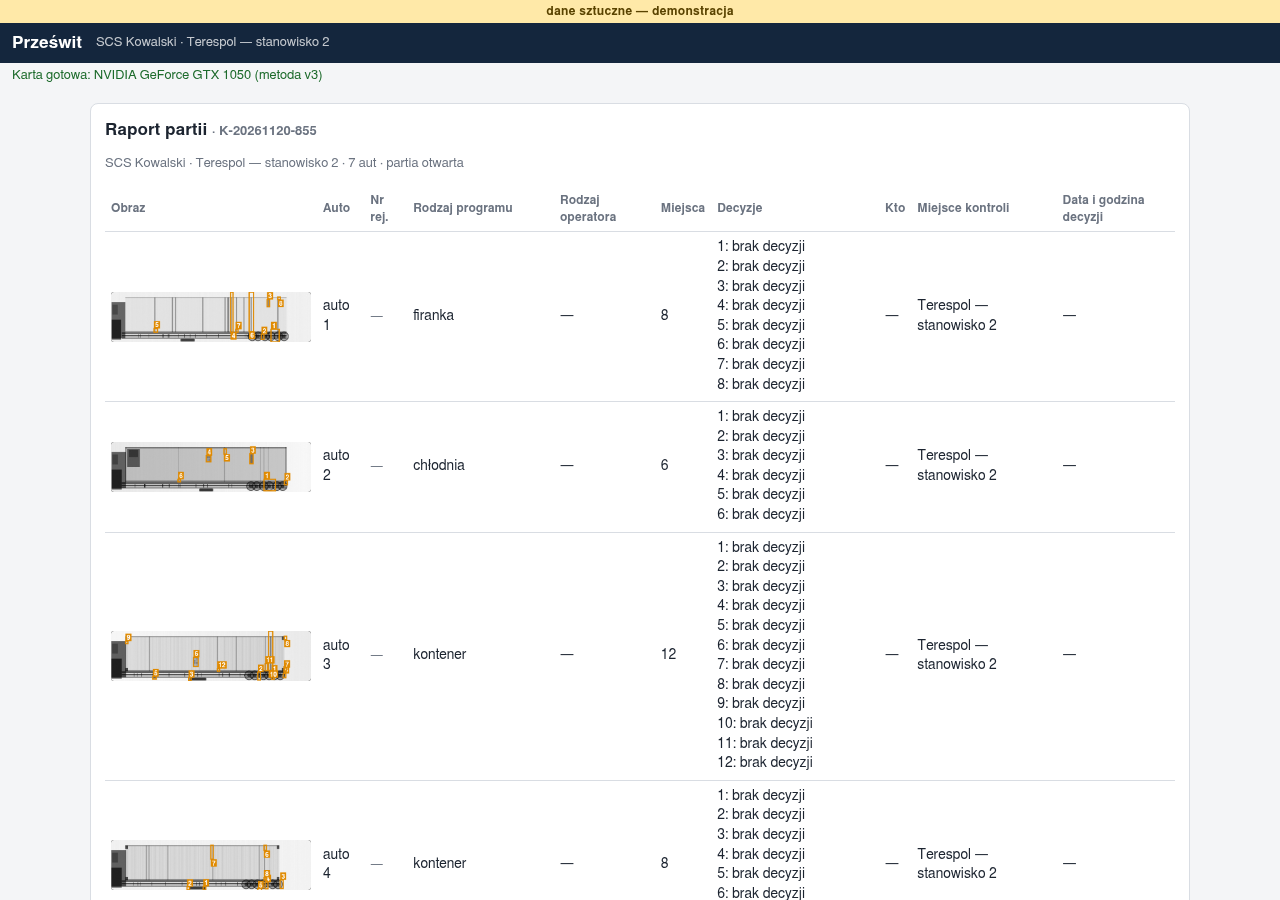 dane sztuczne — demonstracja
Prześwit SCS Kowalski · Terespol — stanowisko 2
Karta gotowa: NVIDIA GeForce GTX 1050 (metoda v3)
Raport partii · K-20261120-855
SCS Kowalski · Terespol — stanowisko 2 · 7 aut · partia otwarta
Obraz Auto Nr rej. Rodzaj programu Rodzaj operatora Miejsca Decyzje Kto Miejsce kontroli Data i godzina decyzji
auto 1 — firanka — 8
1: brak decyzji
2: brak decyzji
3: brak decyzji
4: brak decyzji
5: brak decyzji
6: brak decyzji
7: brak decyzji
8: brak decyzji
— Terespol — stanowisko 2 —
auto 2 — chłodnia — 6
1: brak decyzji
2: brak decyzji
3: brak decyzji
4: brak decyzji
5: brak decyzji
6: brak decyzji
— Terespol — stanowisko 2 —
auto 3 — kontener — 12
1: brak decyzji
2: brak decyzji
3: brak decyzji
4: brak decyzji
5: brak decyzji
6: brak decyzji
7: brak decyzji
8: brak decyzji
9: brak decyzji
10: brak decyzji
11: brak decyzji
12: brak decyzji
— Terespol — stanowisko 2 —
auto 4 — kontener — 8
1: brak decyzji
2: brak decyzji
3: brak decyzji
4: brak decyzji
5: brak decyzji
6: brak decyzji
— Terespol — stanowisko 2 —